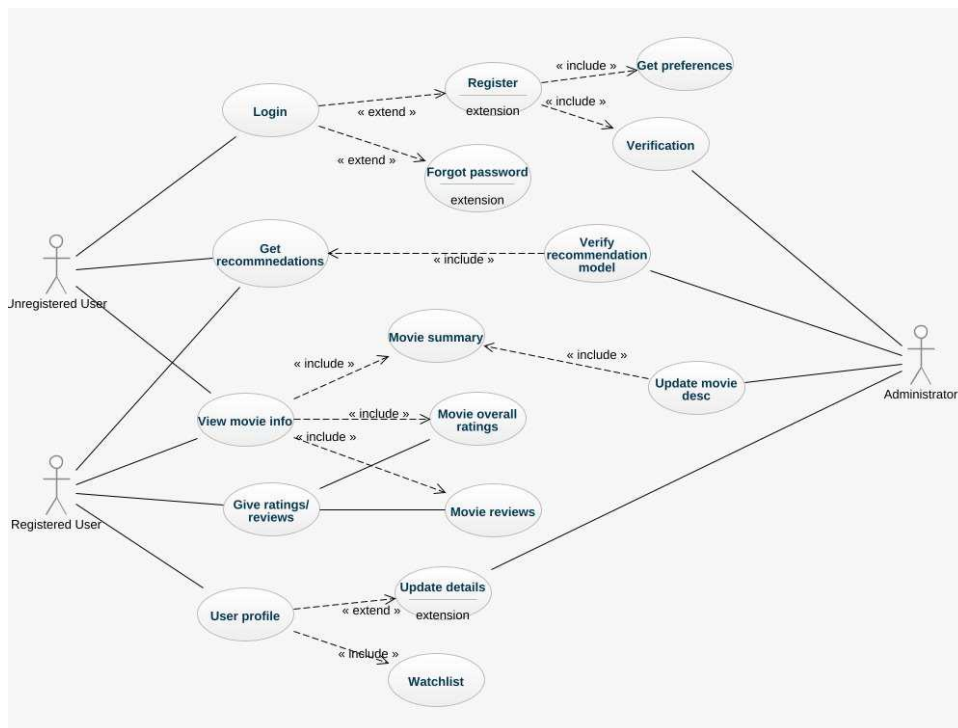 « include »
Get preferences
Register
extension
Login
« extend »
« include »
Verification
« extend »
Forgot password
extension
Get
recommnedations
« include »
Verify
recommendation
model
Unregistered User
Movie summary
« include »
« include »
Update movie
desc
Administrator
View movie info
« include »
Movie overall
ratings
« include »
Give ratings/
reviews
Movie reviews
Registered User
Update details
extension
User profile
« extend »
« include »
Watchlist